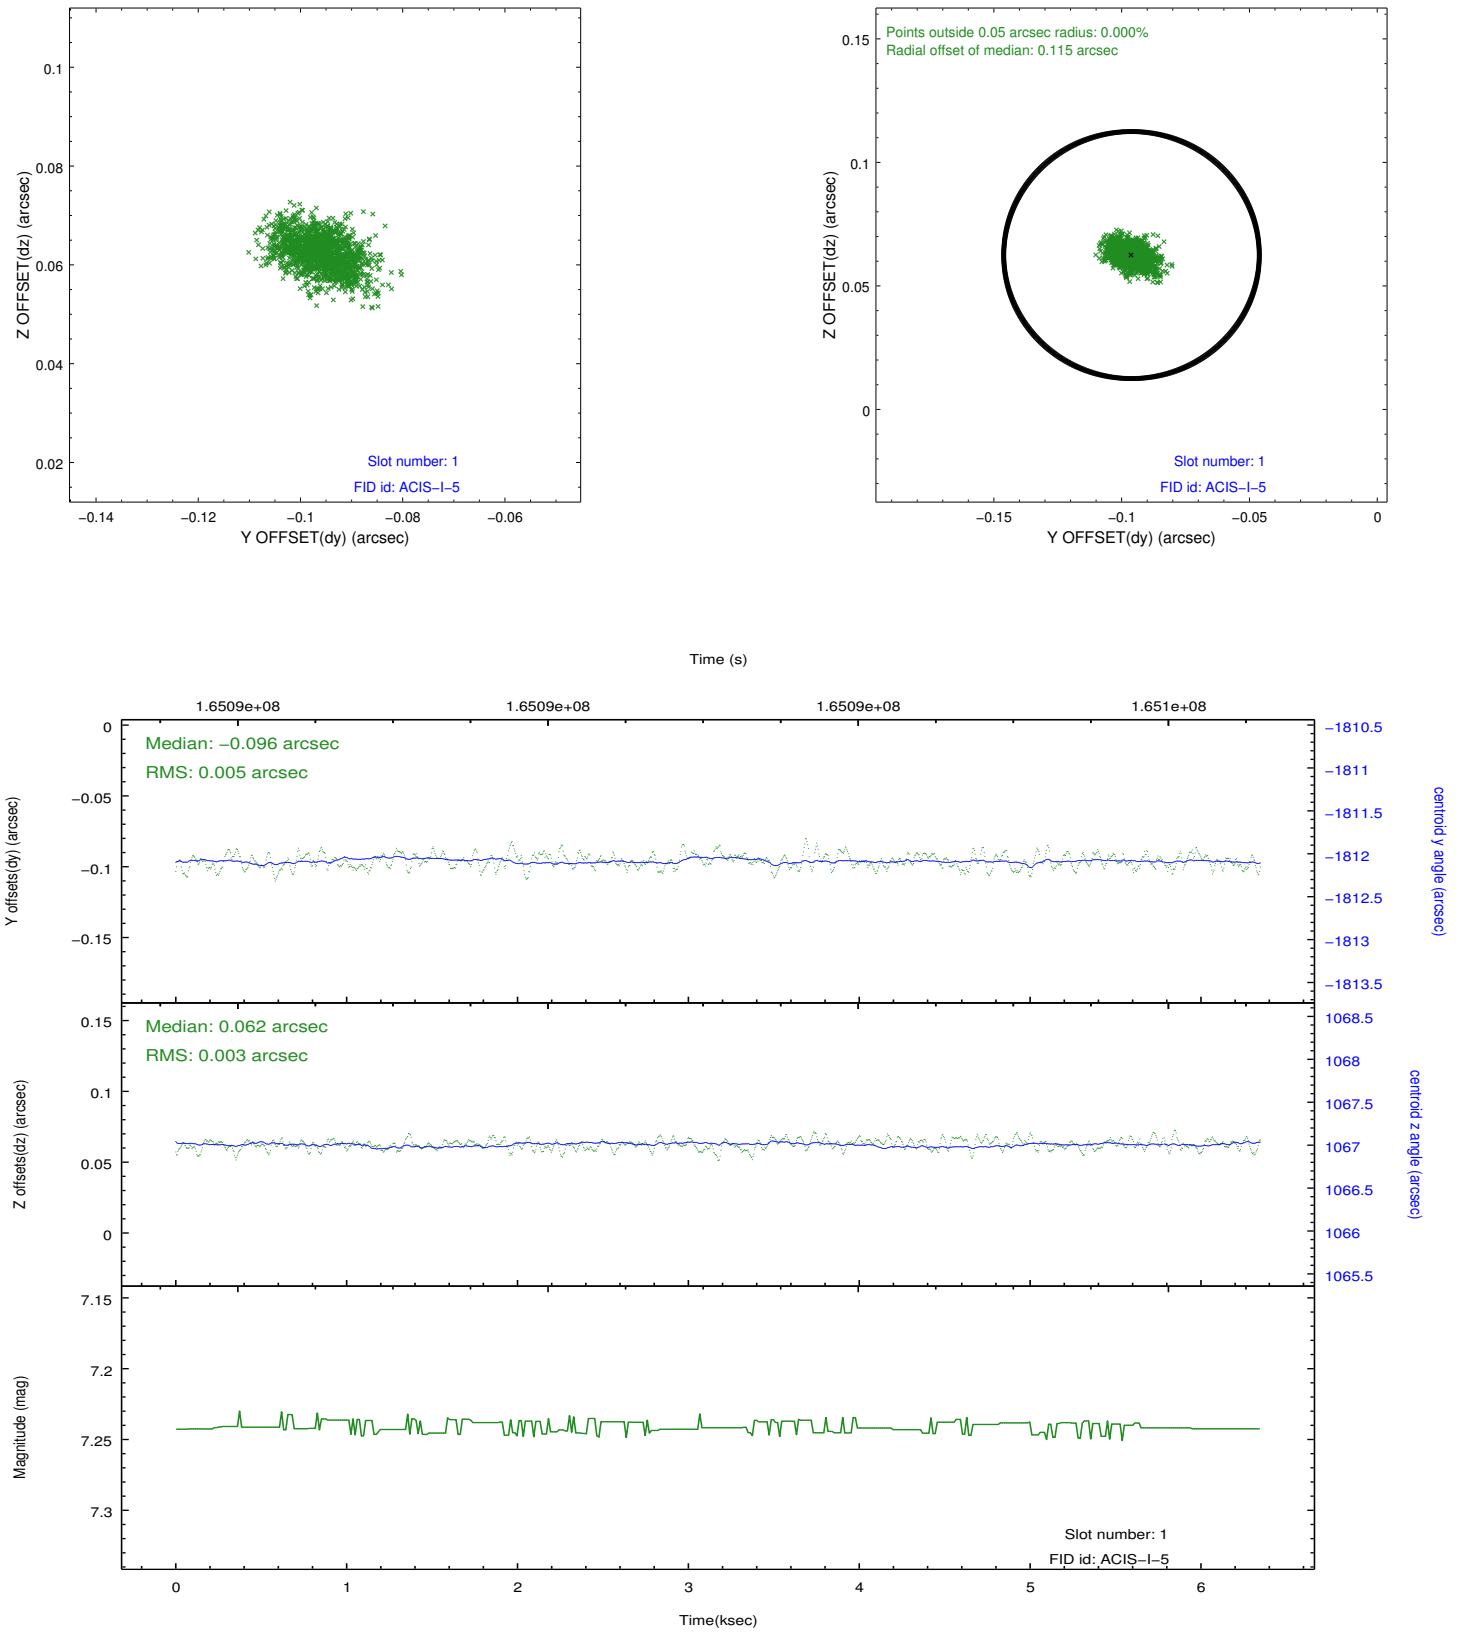 0.1
0.08
0.06
0.04
0.02
Z OFFSET(dz) (arcsec)
Slot number: 1
FID id: ACIS−I−5
−0.14 −0.12 −0.1 −0.08 −0.06
Y OFFSET(dy) (arcsec)
Points outside 0.05 arcsec radius: 0.000%
Radial offset of median: 0.115 arcsec
0.15
0.1
0.05
0
Z OFFSET(dz) (arcsec)
Slot number: 1
FID id: ACIS−I−5
−0.15 −0.1 −0.05 0
Y OFFSET(dy) (arcsec)
Time (s)
1.6509e+08 1.6509e+08 1.6509e+08 1.651e+08
Median: −0.096 arcsec
RMS: 0.005 arcsec
0
−0.05
−0.1
−0.15
Y offsets(dy) (arcsec)
−1810.5
−1811
−1811.5
−1812
−1812.5
−1813
−1813.5
centroid y angle (arcsec)
Median: 0.062 arcsec
RMS: 0.003 arcsec
0.15
0.1
0.05
0
Z offsets(dz) (arcsec)
1068.5
1068
1067.5
1067
1066.5
1066
1065.5
centroid z angle (arcsec)
7.15
7.2
7.25
7.3
Magnitude (mag)
Slot number: 1
FID id: ACIS−I−5
0 1 2 3 4 5 6
Time(ksec)